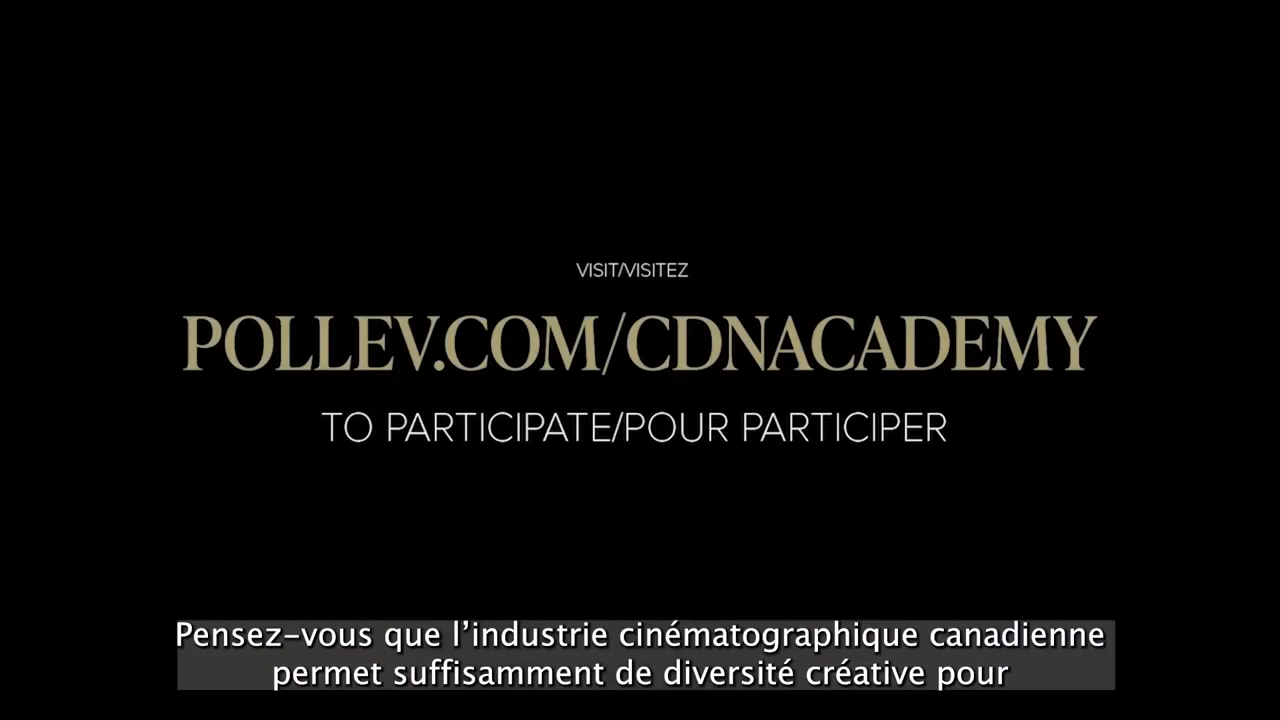 VISIT/VISITEZ
POLLEV.COM/CDNACADEMY
TO PARTICIPATE/POUR PARTICIPER
Pensez-vous que l’industrie cinématographique canadienne
permet suffisamment de diversité créative pour